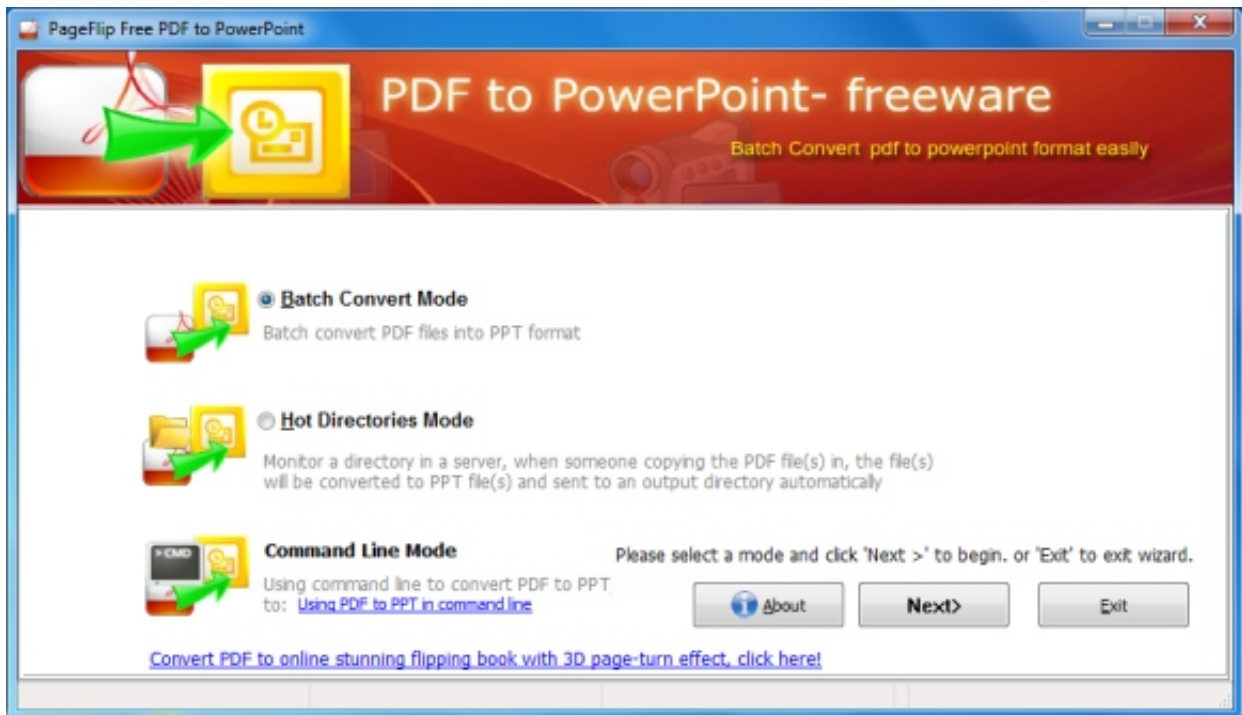 PageFlip Free PDF to PowerPoint
PDF to PowerPoint- freeware
Batch Convert pdf to powerpoint format easily
Batch Convert Mode
Batch convert PDF files into PPT format
Hot Directories Mode
Monitor a directory in a server, when someone copying the PDF file(s) in, the file(s)
will be converted to PPT file(s) and sent to an output directory automatically
>CMD
Command Line Mode
Using command line to convert PDF to PPT
to: Using PDF to PPT in command line
Please select a mode and click 'Next >' to begin. or 'Exit' to exit wizard.
About
Next>
Exit
Convert PDF to online stunning flipping book with 3D page-turn effect, click here!